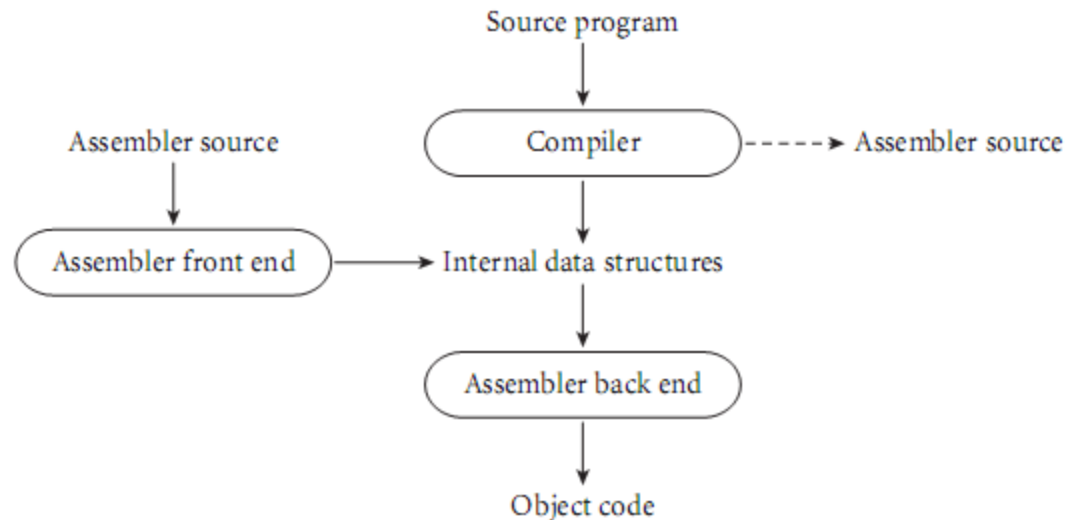 Source program
Assembler source
Compiler
Assembler source
Assembler front end
Internal data structures
Assembler back end
Object code